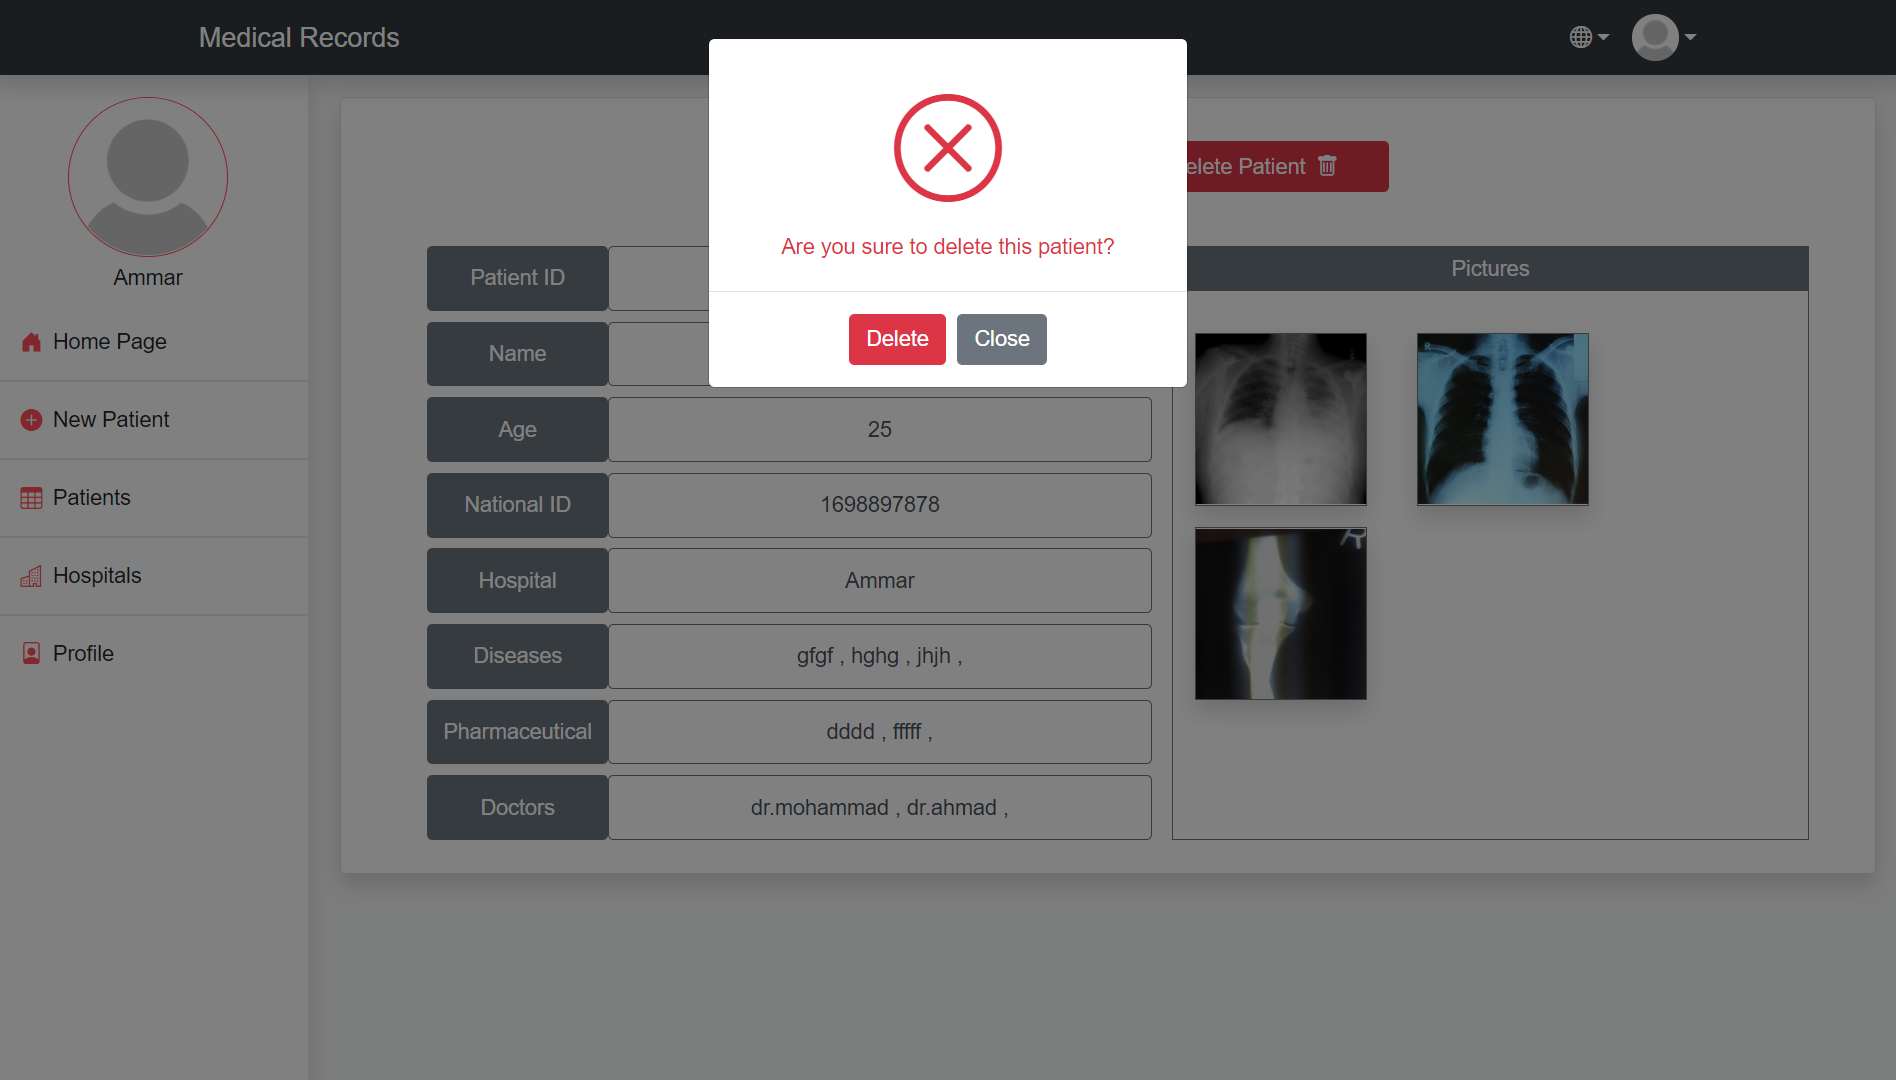 Medical Records
Ammar
Home Page
New Patient
Patients
Hospitals
Profile
Are you sure to delete this patient?
Delete Close
elete Patient
Patient ID
Name
Age 25
National ID 1698897878
Hospital Ammar
Diseases gfgf , hghg , jhjh ,
Pharmaceutical dddd , fffff ,
Doctors dr.mohammad , dr.ahmad ,
Pictures
R
R